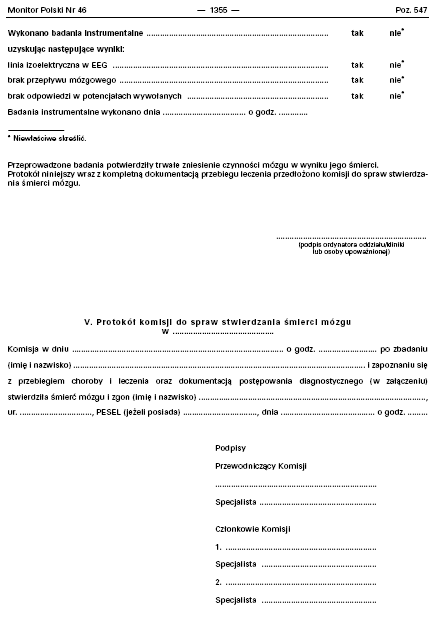 Monitor Polski Nr 46 — 1355 — Poz. 547
Wykonano badania instrumentalne ........................................ tak nie*
uzyskując następujące wyniki:
linia izoelektryczna w EEG ........................................ tak nie*
brak przepływu mózgowego ........................................ tak nie*
brak odpowiedzi w potencjałach wywołanych ........................................ tak nie*
Badania instrumentalne wykonano dnia .................................... o godz. .............
* Niewłaściwe skreślić.
Przeprowadzone badania potwierdziły trwałe zniesienie czynności mózgu w wyniku jego śmierci.
Protokół niniejszy wraz z kompletną dokumentacją przebiegu leczenia przedłożono komisji do spraw stwierdza-
nia śmierci mózgu.
........................................
(podpis ordynatora oddziału/kliniki
lub osoby upoważnionej)
V. Protokół komisji do spraw stwierdzania śmierci mózgu
w ........................................
Komisja w dniu ........................................ o godz. ......................... po zbadaniu
(imię i nazwisko) ........................................ i zapoznaniu się
z przebiegiem choroby i leczenia oraz dokumentacją postępowania diagnostycznego (w załączeniu)
stwierdziła śmierć mózgu i zgon (imię i nazwisko) ........................................,
ur. ..............................., PESEL (jeżeli posiada) ................................, dnia ........................................ o godz. .........
Podpisy
Przewodniczący Komisji
........................................
Specjalista ........................................
Członkowie Komisji
1. ........................................
Specjalista ........................................
2. ........................................
Specjalista ........................................